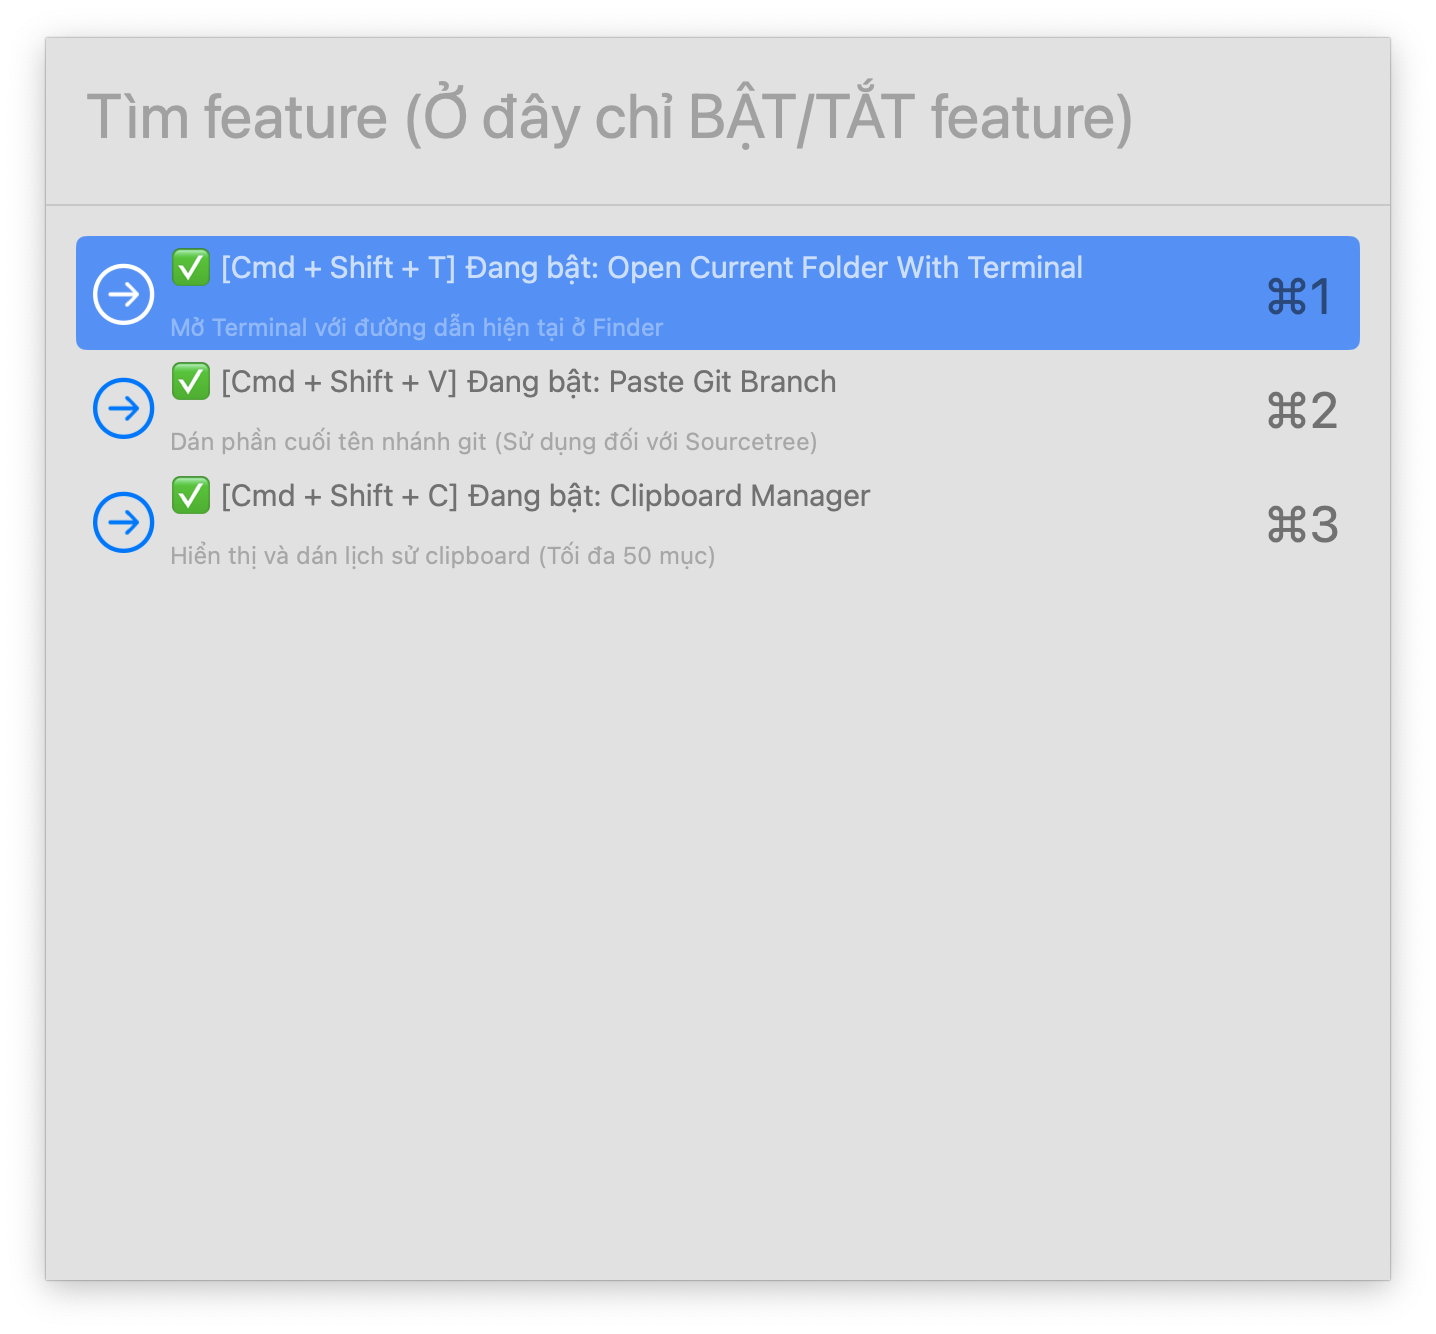 Tìm feature (Ở đây chỉ BẬT/TẮT feature)
✅ [Cmd + Shift + T] Đang bật: Open Current Folder With Terminal
⌘1
Mở Terminal với đường dẫn hiện tại ở Finder
✅ [Cmd + Shift + V] Đang bật: Paste Git Branch
⌘2
Dán phần cuối tên nhánh git (Sử dụng đối với Sourcetree)
✅ [Cmd + Shift + C] Đang bật: Clipboard Manager
⌘3
Hiển thị và dán lịch sử clipboard (Tối đa 50 mục)